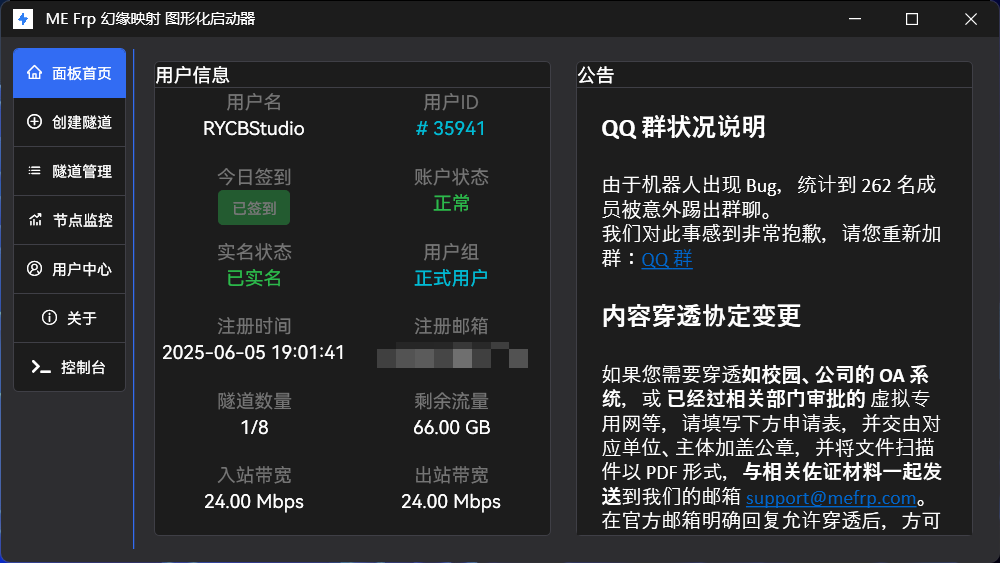 ME Frp 幻缘映射 图形化启动器
面板首页
创建隧道
隧道管理
节点监控
用户中心
关于
控制台
用户信息
用户名 用户ID
RYCBStudio # 35941
今日签到 账户状态
已签到 正常
实名状态 用户组
已实名 正式用户
注册时间 注册邮箱
2025-06-05 19:01:41
隧道数量 剩余流量
1/8 66.00 GB
入站带宽 出站带宽
24.00 Mbps 24.00 Mbps
公告
QQ 群状况说明
由于机器人出现 Bug，统计到 262 名成
员被意外踢出群聊。
我们对此事感到非常抱歉，请您重新加
群：QQ 群
内容穿透协定变更
如果您需要穿透如校园、公司的 OA 系
统，或 已经过相关部门审批的 虚拟专
用网等，请填写下方申请表，并交由对
应单位、主体加盖公章，并将文件扫描
件以 PDF 形式，与相关佐证材料一起发
送到我们的邮箱 support@mefrp.com。
在官方邮箱明确回复允许穿透后，方可